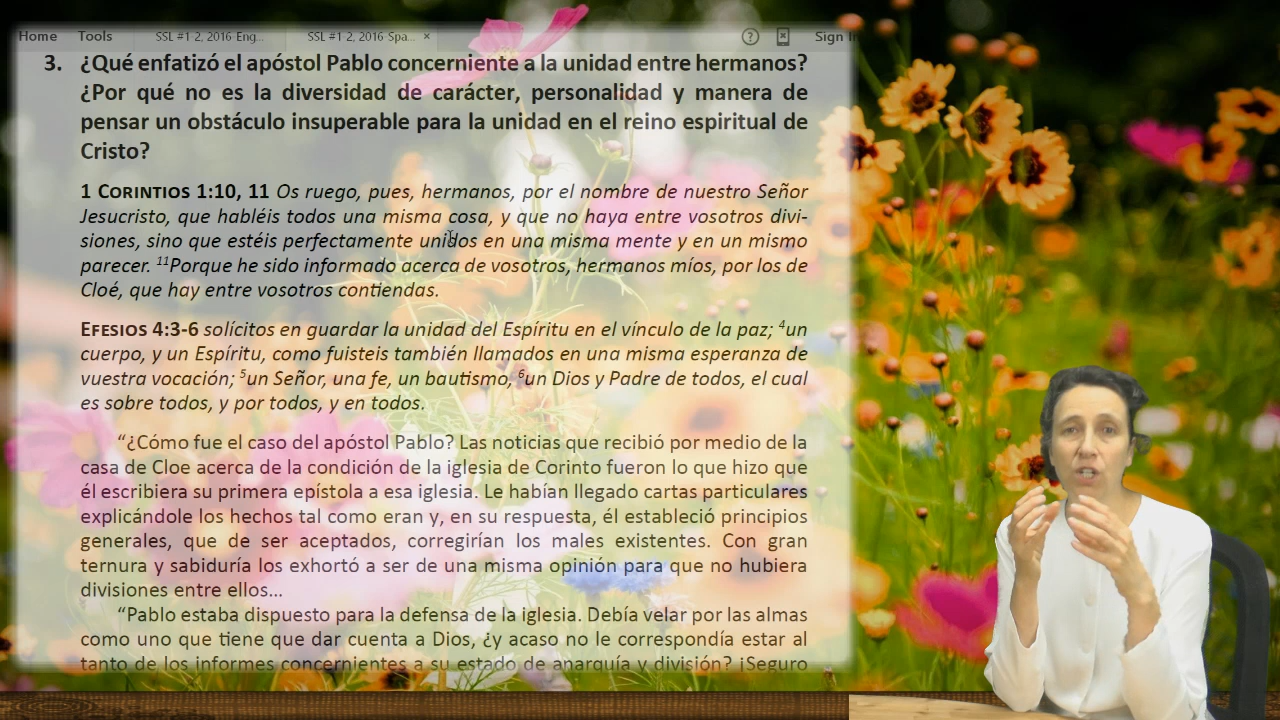 Home Tools SSL #1 2, 2016-Eng... SSL #1 2, 2016-Spa... × ? Sign In
3. ¿Qué enfatizó el apóstol Pablo concerniente a la unidad entre hermanos?
¿Por qué no es la diversidad de carácter, personalidad y manera de
pensar un obstáculo insuperable para la unidad en el reino espiritual de
Cristo?
1 CORINTIOS 1:10, 11 Os ruego, pues, hermanos, por el nombre de nuestro Señor
Jesucristo, que habléis todos una misma cosa, y que no haya entre vosotros divi-
siones, sino que estéis perfectamente unidos en una misma mente y en un mismo
parecer. ¹¹Porque he sido informado acerca de vosotros, hermanos míos, por los de
Cloé, que hay entre vosotros contiendas.
EFESIOS 4:3-6 solícitos en guardar la unidad del Espíritu en el vínculo de la paz; ⁴un
cuerpo, y un Espíritu, como fuisteis también llamados en una misma esperanza de
vuestra vocación; ⁵un Señor, una fe, un bautismo, ⁶un Dios y Padre de todos, el cual
es sobre todos, y por todos, y en todos.
“¿Cómo fue el caso del apóstol Pablo? Las noticias que recibió por medio de la
casa de Cloe acerca de la condición de la iglesia de Corinto fueron lo que hizo que
él escribiera su primera epístola a esa iglesia. Le habían llegado cartas particulares
explicándole los hechos tal como eran y, en su respuesta, él estableció principios
generales, que de ser aceptados, corregirían los males existentes. Con gran
ternura y sabiduría los exhortó a ser de una misma opinión para que no hubiera
divisiones entre ellos...
“Pablo estaba dispuesto para la defensa de la iglesia. Debía velar por las almas
como uno que tiene que dar cuenta a Dios, ¿y acaso no le correspondía estar al
tanto de los informes concernientes a su estado de anarquía y división? ¡Seguro